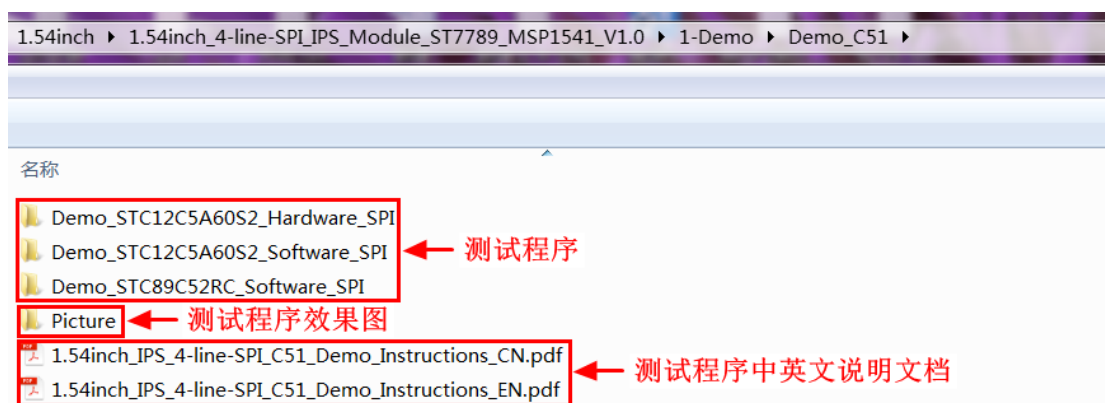 1.54inch ▸ 1.54inch_4-line-SPI_IPS_Module_ST7789_MSP1541_V1.0 ▸ 1-Demo ▸ Demo_C51 ▸
名称
Demo_STC12C5A60S2_Hardware_SPI
Demo_STC12C5A60S2_Software_SPI
测试程序
Demo_STC89C52RC_Software_SPI
Picture
测试程序效果图
1.54inch_IPS_4-line-SPI_C51_Demo_Instructions_CN.pdf
测试程序中英文说明文档
1.54inch_IPS_4-line-SPI_C51_Demo_Instructions_EN.pdf